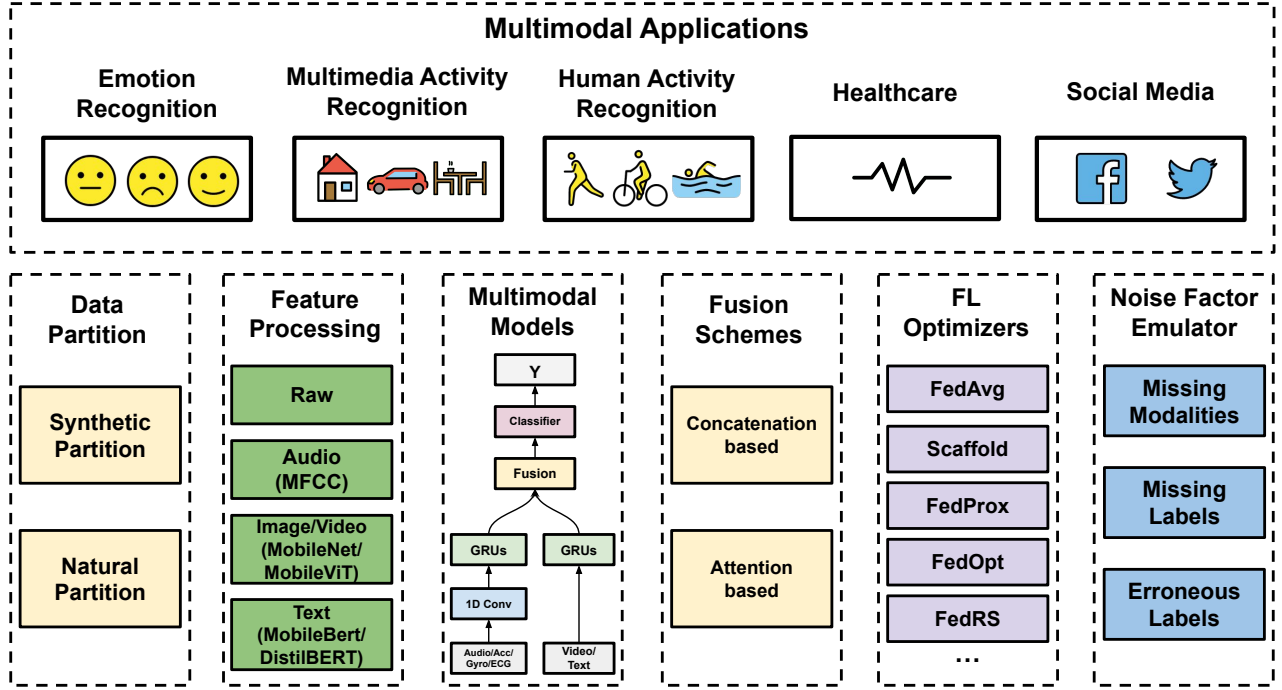 Multimodal Applications
Emotion
Recognition
Multimedia Activity
Recognition
Human Activity
Recognition
Healthcare
Social Media
Data
Partition
Synthetic
Partition
Natural
Partition
Feature
Processing
Raw
Audio
(MFCC)
Image/Video
(MobileNet/
MobileViT)
Text
(MobileBert/
DistilBERT)
Multimodal
Models
Y
Classifier
Fusion
GRUs
GRUs
1D Conv
Audio/Acc/
Gyro/ECG
Video/
Text
Fusion
Schemes
Concatenation
based
Attention
based
FL
Optimizers
FedAvg
Scaffold
FedProx
FedOpt
FedRS
...
Noise Factor
Emulator
Missing
Modalities
Missing
Labels
Erroneous
Labels